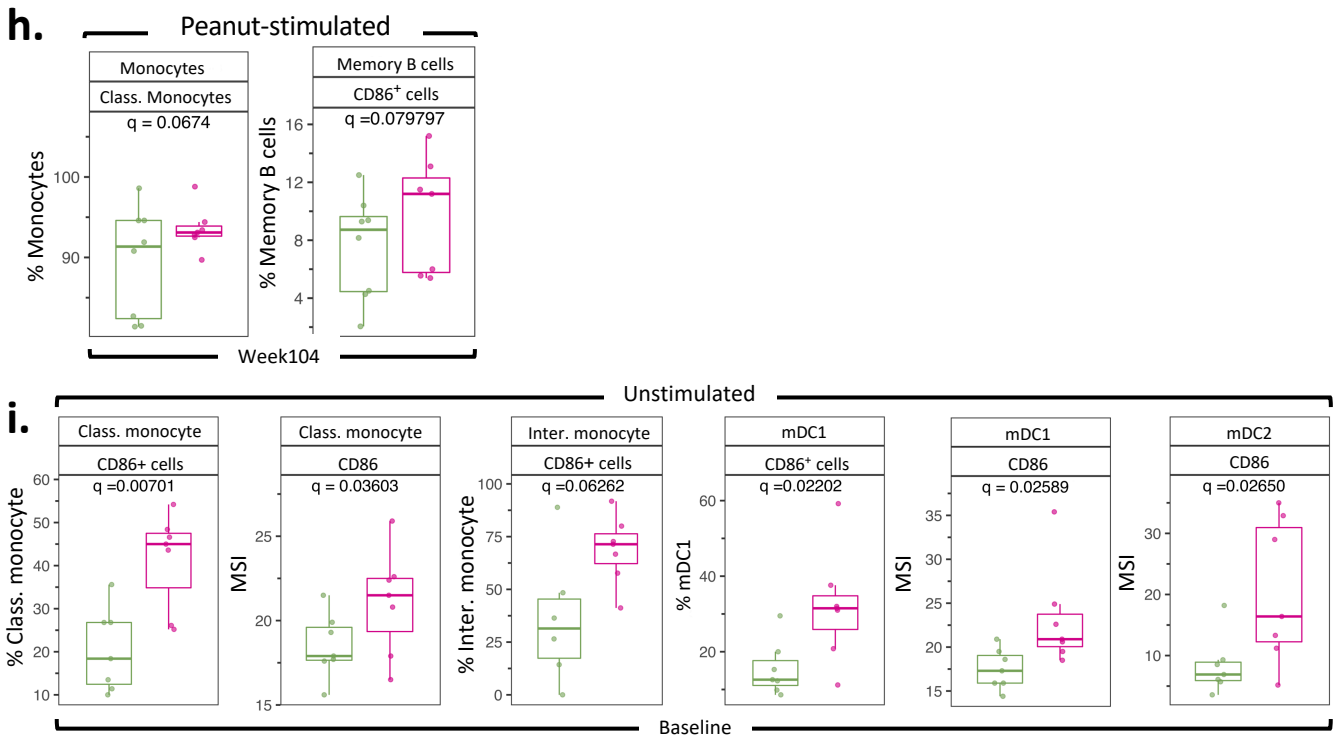 h.
Peanut-stimulated
Monocytes
Class. Monocytes
q = 0.0674
% Monocytes
100
90
Memory B cells
CD86⁺ cells
q =0.079797
% Memory B cells
16
12
8
4
Week104
i.
Unstimulated
Class. monocyte
CD86+ cells
q =0.00701
% Class. monocyte
60
50
40
30
20
10
Class. monocyte
CD86
q = 0.03603
MSI
25
20
15
Inter. monocyte
CD86+ cells
q=0.06262
% Inter. monocyte
100
75
50
25
0
mDC1
CD86⁺ cells
q =0.02202
% mDC1
60
40
20
mDC1
CD86
q = 0.02589
MSI
35
30
25
20
15
mDC2
CD86
q =0.02650
MSI
30
20
10
Baseline